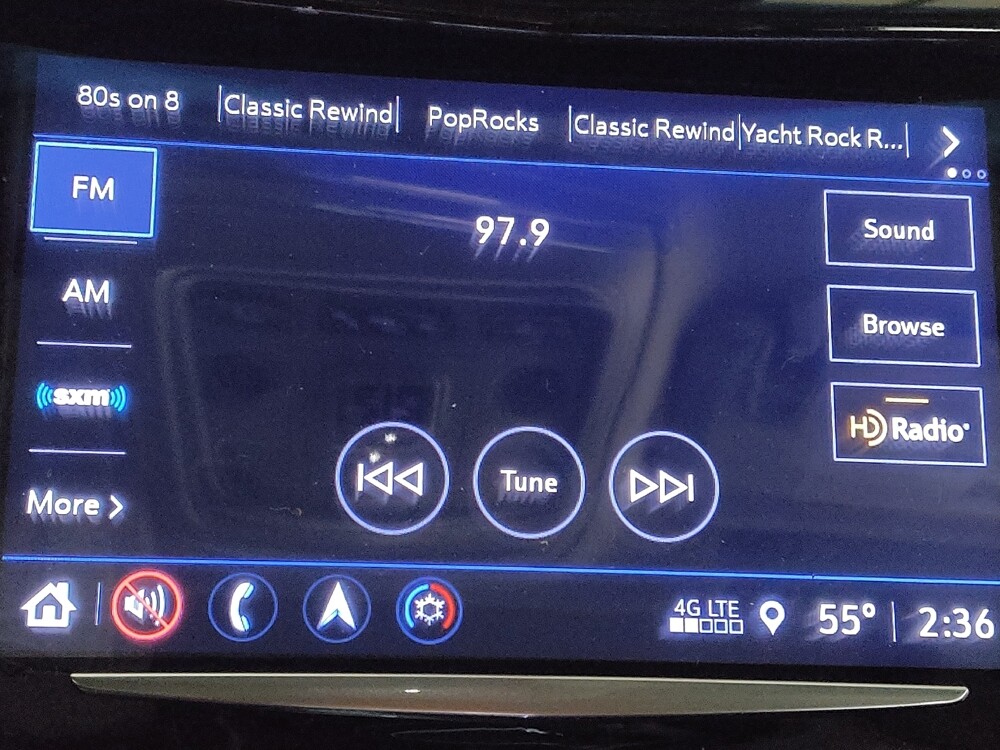 80s on 8
Classic Rewind
PopRocks
Classic Rewind
Yacht Rock R...
FM
97.9
Sound
AM
Browse
sxm
HD Radio
More >
Tune
4G LTE
55°
2:36